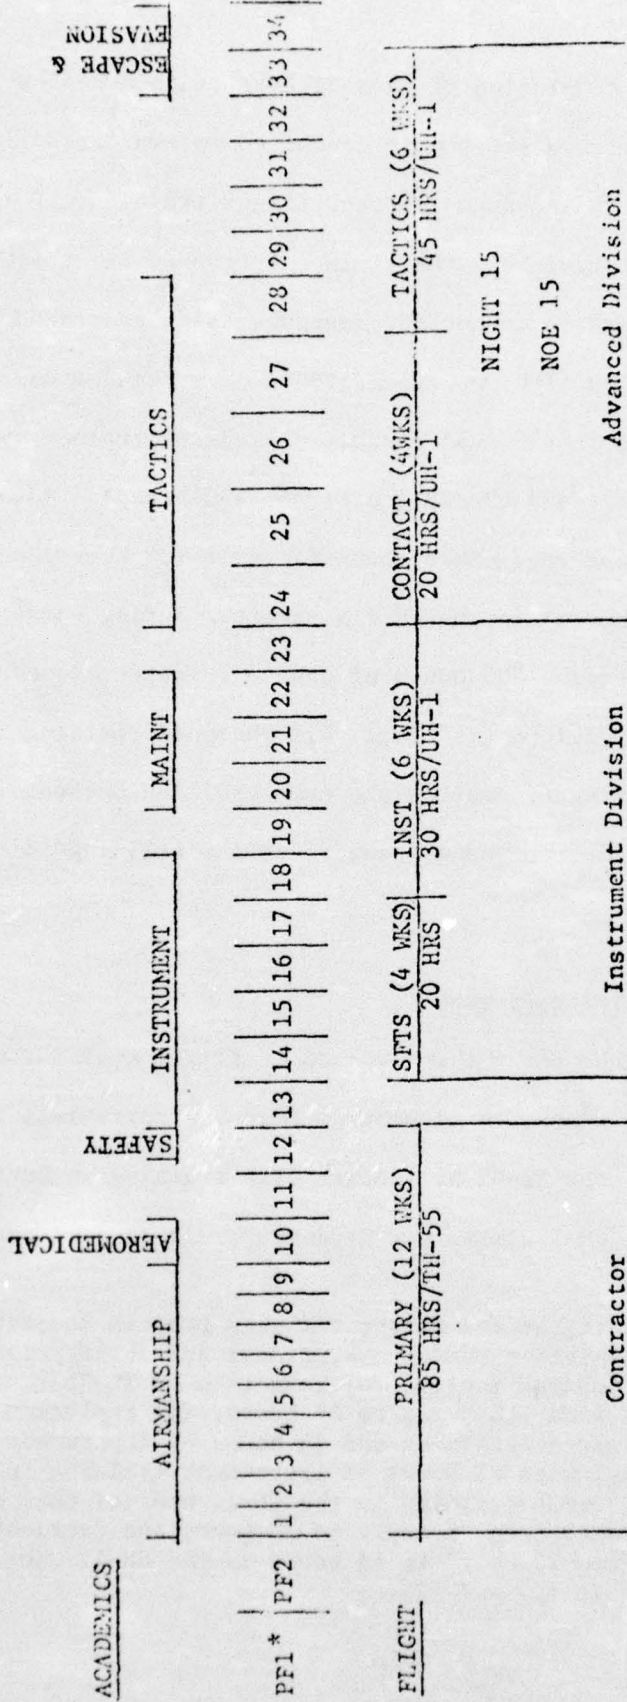 ACADEMICS
AIRMANSHIP AEROMEDICAL SAFETY INSTRUMENT MAINT TACTICS ESCAPE & EVASION
PF1* PF2 1 2 3 4 5 6 7 8 9 10 11 12 13 14 15 16 17 18 19 20 21 22 23 24 25 26 27 28 29 30 31 32 33 34
FLIGHT
PRIMARY (12 WKS) SFTS (4 WKS) INST (6 WKS) CONTACT (4WKS) TACTICS (6 WKS)
85 HRS/TH-55 20 HRS 30 HRS/UH-1 20 HRS/UH-1 45 HRS/UH-1
NIGHT 15
NOE 15
Contractor Instrument Division Advanced Division